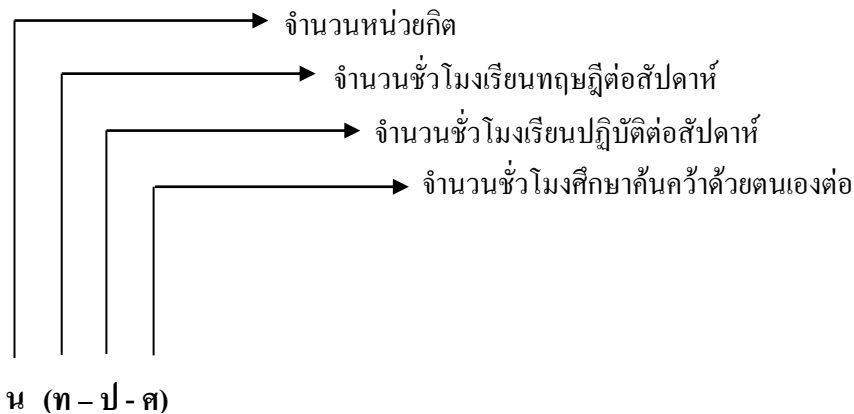 จำนวนหน่วยกิต
จำนวนชั่วโมงเรียนทฤษฎีต่อสัปดาห์
จำนวนชั่วโมงเรียนปฏิบัติต่อสัปดาห์
จำนวนชั่วโมงศึกษาค้นคว้าด้วยตนเองต่อ
น (ท – ป - ศ)